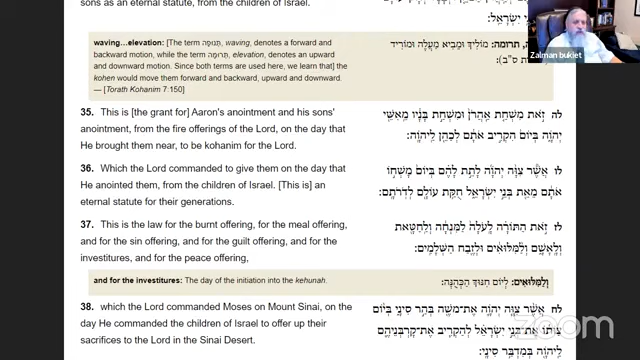 sons as an eternal statute, from the children of Israel.
בְּנֵי יִשְׂרָאֵל:
Zalman bukiet
waving…elevation: [The term תְּנוּפָה, waving, denotes a forward and
backward motion, while the term תְּרוּמָה, elevation, denotes an upward
and downward motion. Since both terms are used here, we learn that] the
kohen would move them forward and backward, upward and downward.
— [Torath Kohanim 7:150]
תרומה: מוֹלִיךְ וּמֵבִיא מַעֲלֶה וּמוֹרִיד
35. This is [the grant for] Aaron's anointment and his sons'
anointment, from the fire offerings of the Lord, on the day that
He brought them near, to be kohanim for the Lord.
לה זֹאת מִשְׁחַת אַהֲרֹן וּמִשְׁחַת בָּנָיו מֵאִשֵּׁי
יְהֹוָה בְּיוֹם הִקְרִיב אֹתָם לְכַהֵן לַיהֹוָה:
36. Which the Lord commanded to give them on the day that
He anointed them, from the children of Israel. [This is] an
eternal statute for their generations.
לו אֲשֶׁר צִוָּה יְהֹוָה לָתֵת לָהֶם בְּיוֹם מָשְׁחוֹ
אֹתָם מֵאֵת בְּנֵי יִשְׂרָאֵל חֻקַּת עוֹלָם לְדֹרֹתָם:
37. This is the law for the burnt offering, for the meal offering,
and for the sin offering, and for the guilt offering, and for the
investitures, and for the peace offering,
לז זֹאת הַתּוֹרָה לָעֹלָה לַמִּנְחָה וְלַחַטָּאת
וְלָאָשָׁם וְלַמִּלּוּאִים וּלְזֶבַח הַשְּׁלָמִים:
and for the investitures: The day of the initiation into the kehunah.
וְלַמִּלּוּאִים: לְיוֹם חִנּוּךְ הַכְּהֻנָּה:
38. which the Lord commanded Moses on Mount Sinai, on the
day He commanded the children of Israel to offer up their
sacrifices to the Lord in the Sinai Desert.
לח אֲשֶׁר צִוָּה יְהֹוָה אֶת־מֹשֶׁה בְּהַר סִינָי בְּיוֹם
צַוֹּתוֹ אֶת־בְּנֵי יִשְׂרָאֵל לְהַקְרִיב אֶת־קָרְבְּנֵיהֶם
לַיהֹוָה בְּמִדְבַּר סִינָי:
zoom